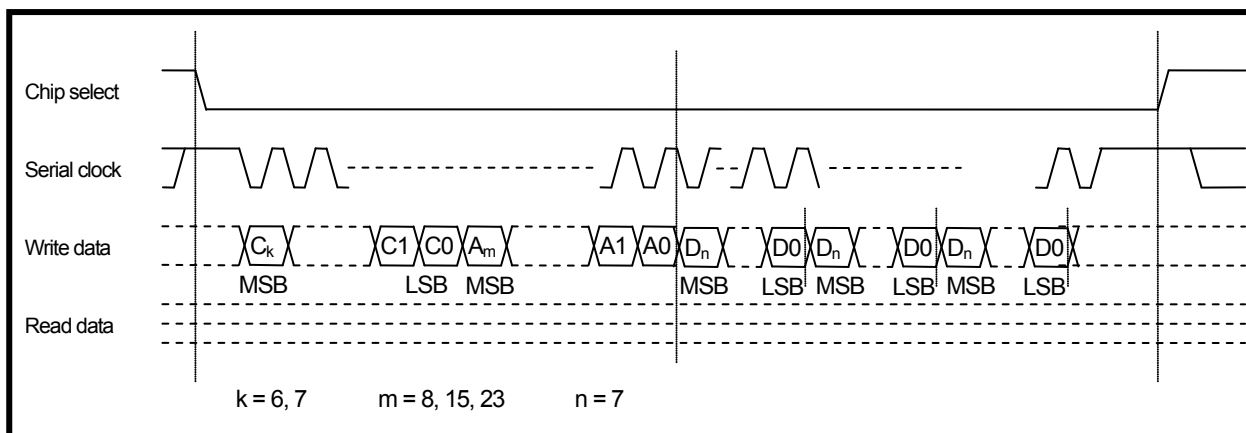 Chip select
Serial clock
Write data Cₖ C1 C0 Aₘ A1 A0 Dₙ D0 Dₙ D0 Dₙ D0
MSB LSB MSB MSB LSB MSB LSB MSB LSB
Read data
k = 6, 7 m = 8, 15, 23 n = 7